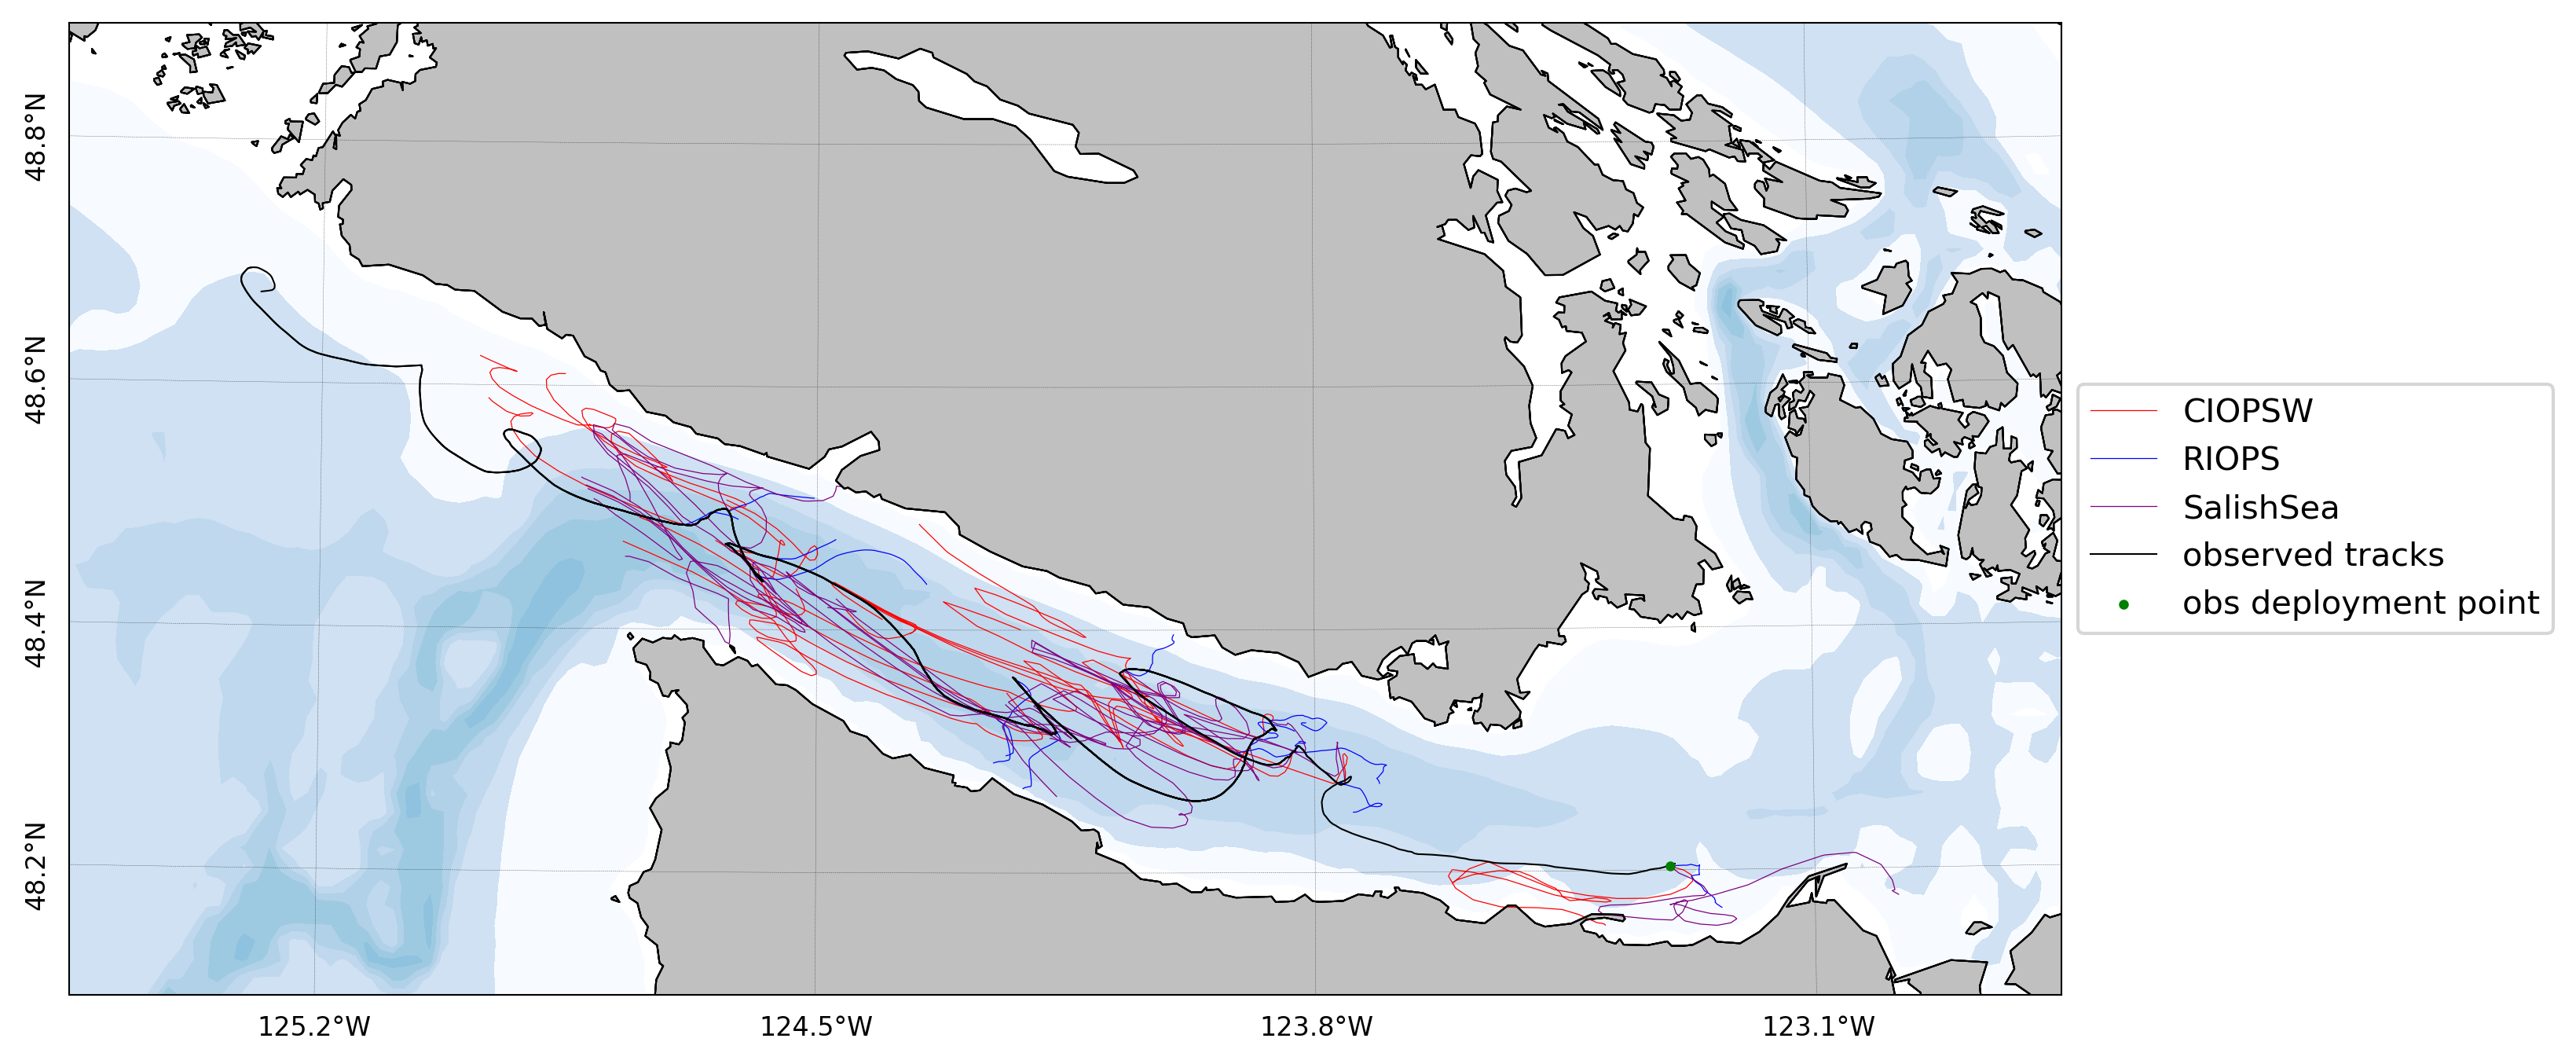 48.8°N
48.6°N
48.4°N
48.2°N
125.2°W
124.5°W
123.8°W
123.1°W
CIOPSW
RIOPS
SalishSea
observed tracks
obs deployment point